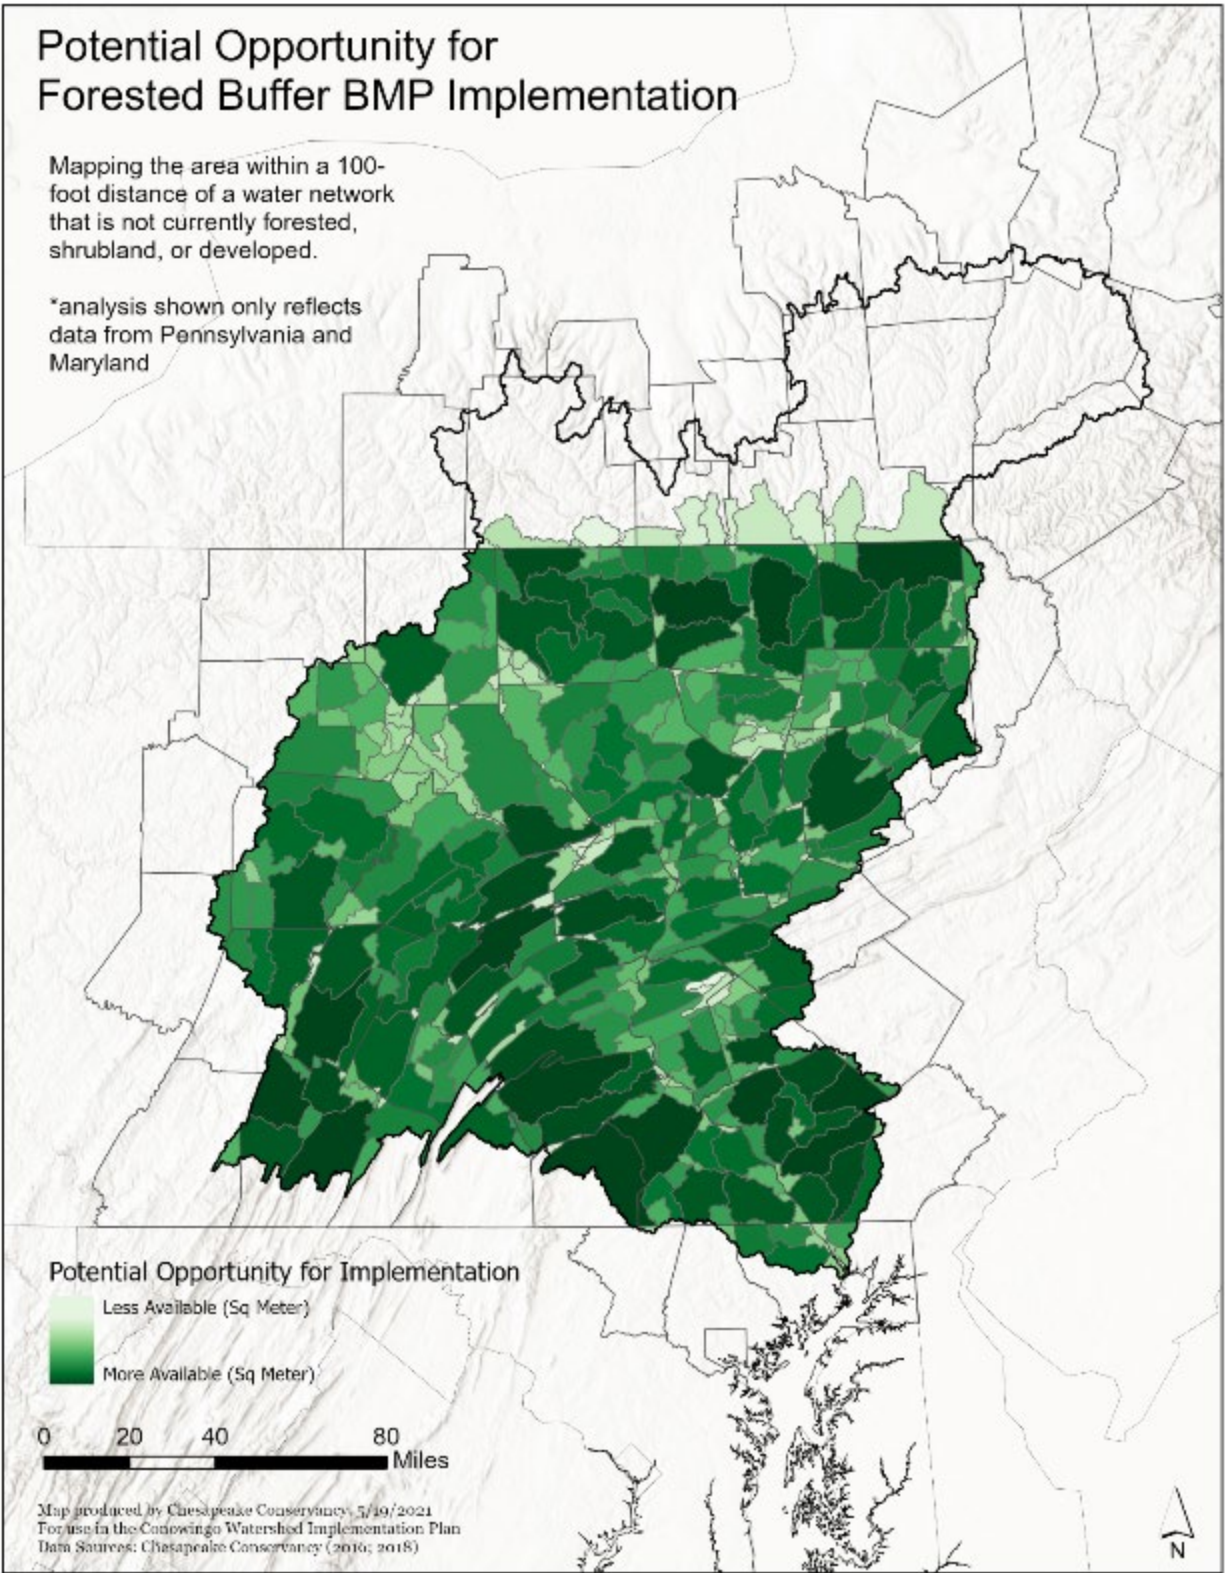 Potential Opportunity for
Forested Buffer BMP Implementation
Mapping the area within a 100-
foot distance of a water network
that is not currently forested,
shrubland, or developed.
*analysis shown only reflects
data from Pennsylvania and
Maryland
Potential Opportunity for Implementation
Less Available (Sq Meter)
More Available (Sq Meter)
0 20 40 80
Miles
Map produced by Chesapeake Conservancy, 5/19/2021
For use in the Conowingo Watershed Implementation Plan
Data Sources: Chesapeake Conservancy (2016; 2018)
N